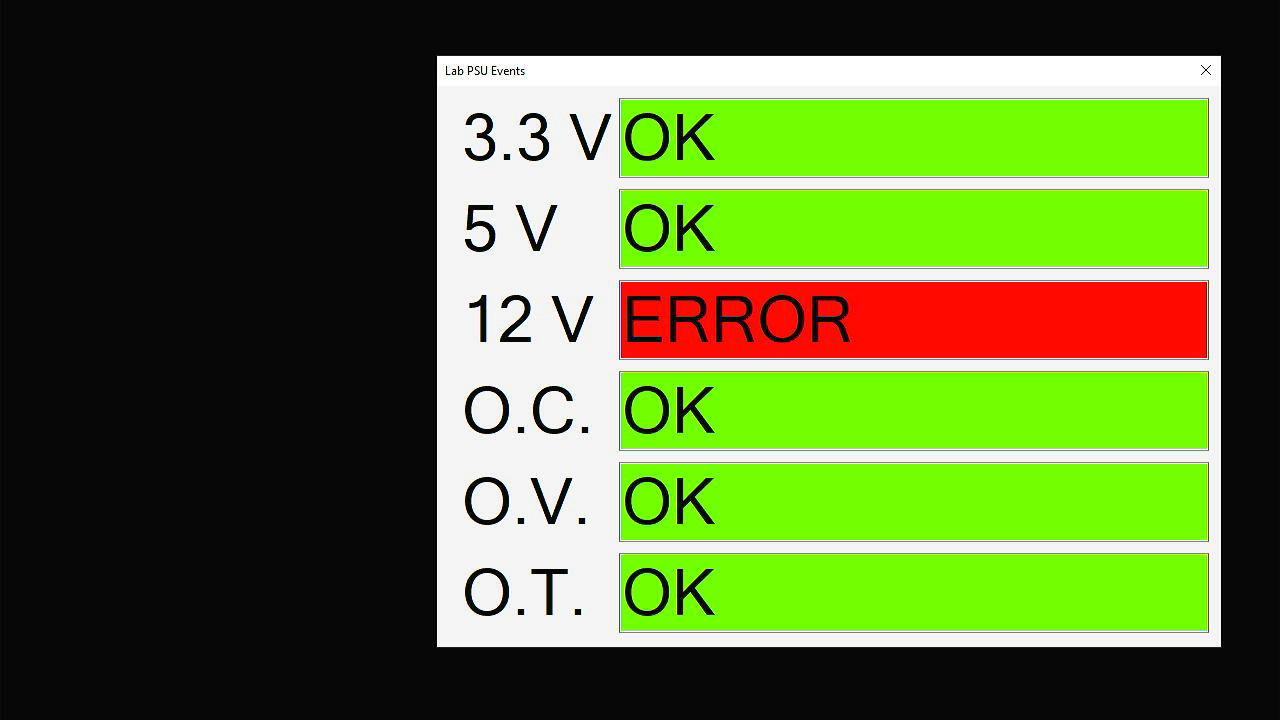 Lab PSU Events
3.3 V OK
5 V OK
12 V ERROR
O.C. OK
O.V. OK
O.T. OK